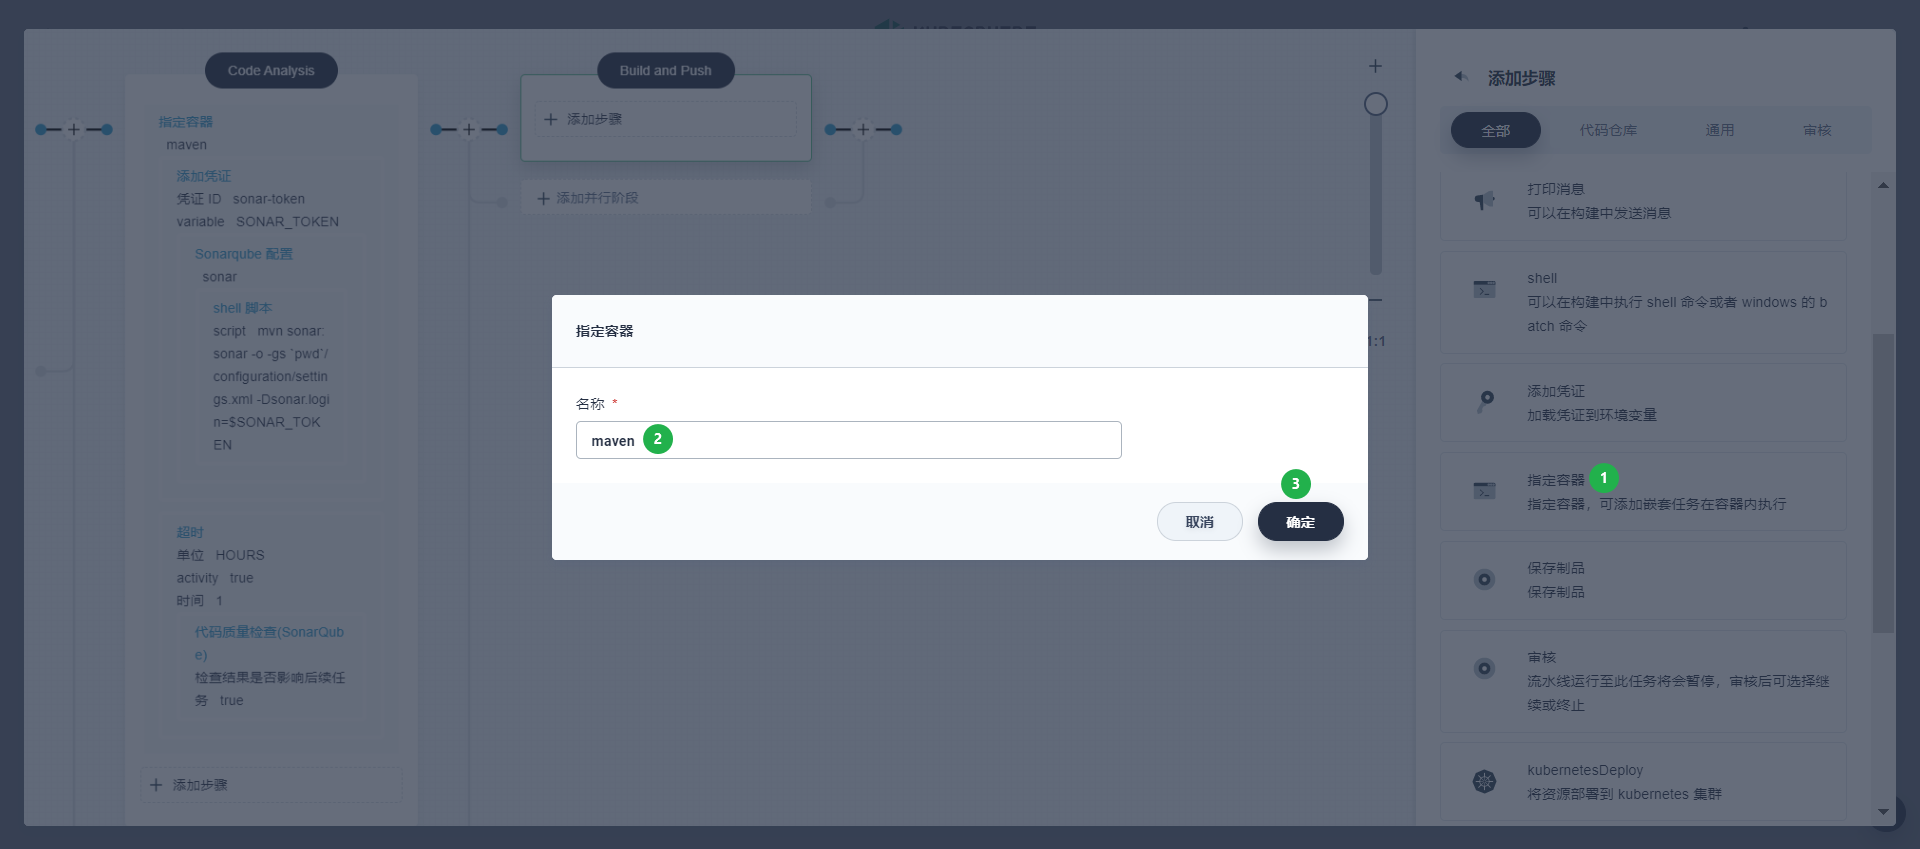 Code Analysis
指定容器
maven
添加凭证
凭证 ID sonar-token
variable SONAR_TOKEN
Sonarqube 配置
sonar
shell 脚本
script mvn sonar:
sonar -o -gs `pwd`/
configuration/settin
gs.xml -Dsonar.logi
n=$SONAR_TOK
EN
超时
单位 HOURS
activity true
时间 1
代码质量检查(SonarQub
e)
检查结果是否影响后续任
务 true
+ 添加步骤
Build and Push
+ 添加步骤
+ 添加并行阶段
1:1
指定容器
名称 *
maven 2
3
取消 确定
添加步骤
全部 代码仓库 通用 审核
打印消息
可以在构建中发送消息
shell
可以在构建中执行 shell 命令或者 windows 的 b
atch 命令
添加凭证
加载凭证到环境变量
指定容器 1
指定容器，可添加嵌套任务在容器内执行
保存制品
保存制品
审核
流水线运行至此任务将会暂停，审核后可选择继
续或终止
kubernetesDeploy
将资源部署到 kubernetes 集群